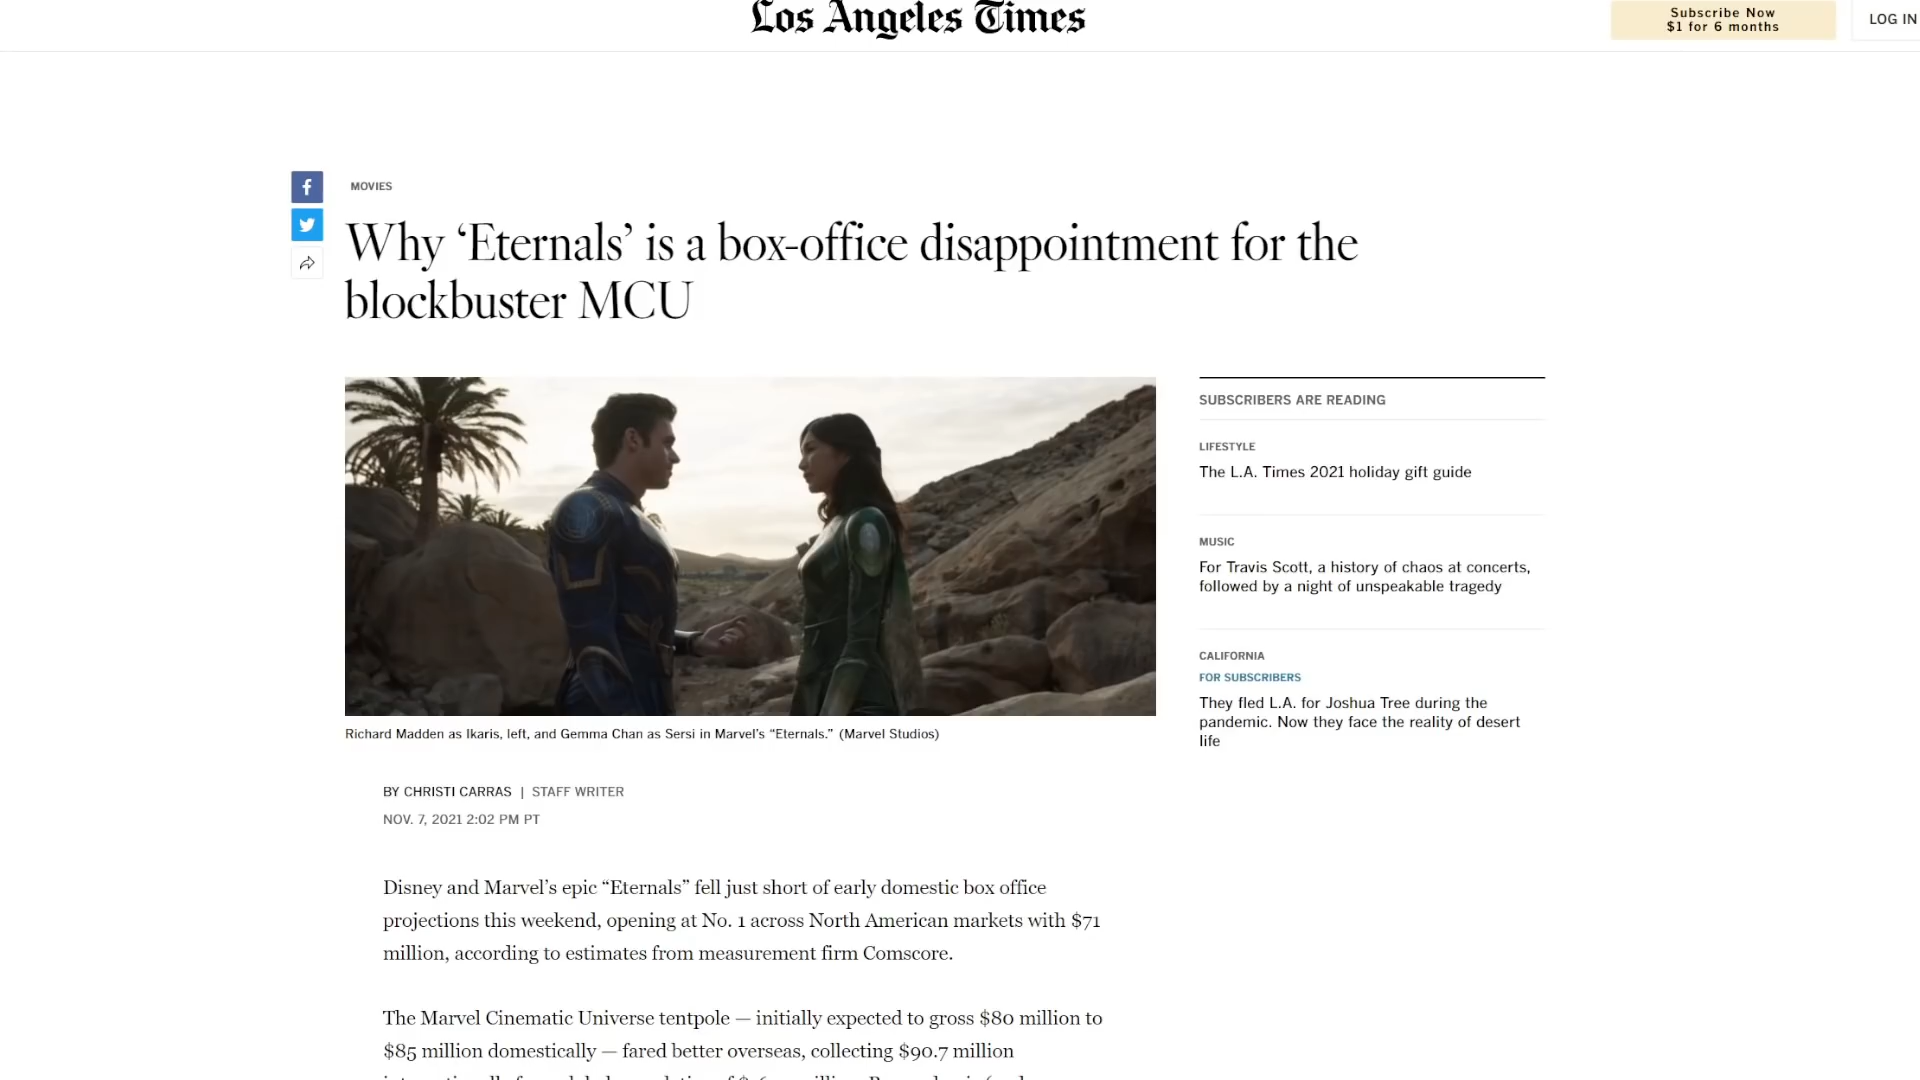 Los Angeles Times
Subscribe Now
$1 for 6 months
LOG IN
MOVIES
Why ‘Eternals’ is a box-office disappointment for the
blockbuster MCU
Richard Madden as Ikaris, left, and Gemma Chan as Sersi in Marvel’s “Eternals.” (Marvel Studios)
BY CHRISTI CARRAS | STAFF WRITER
NOV. 7, 2021 2:02 PM PT
Disney and Marvel’s epic “Eternals” fell just short of early domestic box office
projections this weekend, opening at No. 1 across North American markets with $71
million, according to estimates from measurement firm Comscore.
The Marvel Cinematic Universe tentpole — initially expected to gross $80 million to
$85 million domestically — fared better overseas, collecting $90.7 million
SUBSCRIBERS ARE READING
LIFESTYLE
The L.A. Times 2021 holiday gift guide
MUSIC
For Travis Scott, a history of chaos at concerts,
followed by a night of unspeakable tragedy
CALIFORNIA
FOR SUBSCRIBERS
They fled L.A. for Joshua Tree during the
pandemic. Now they face the reality of desert
life